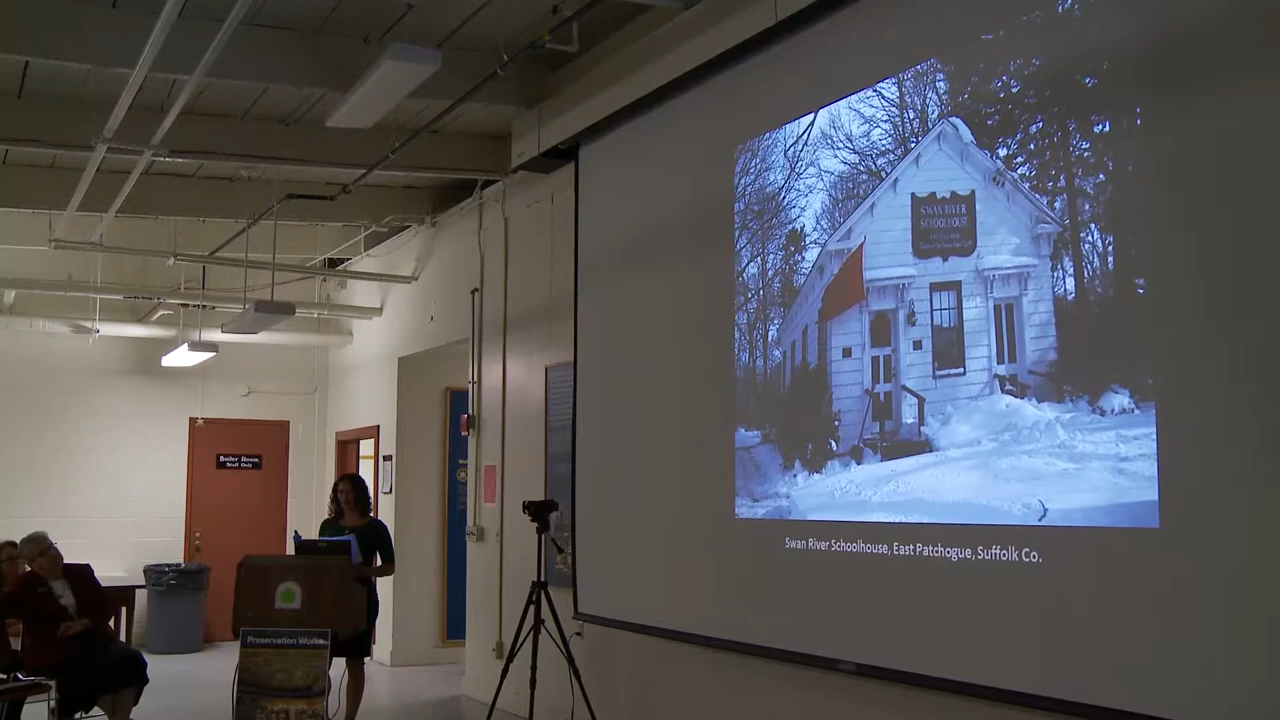 SWAN RIVER
SCHOOLHOUSE
Swan River Schoolhouse, East Patchogue, Suffolk Co.
Boiler Room
Staff Only
Preservation Works